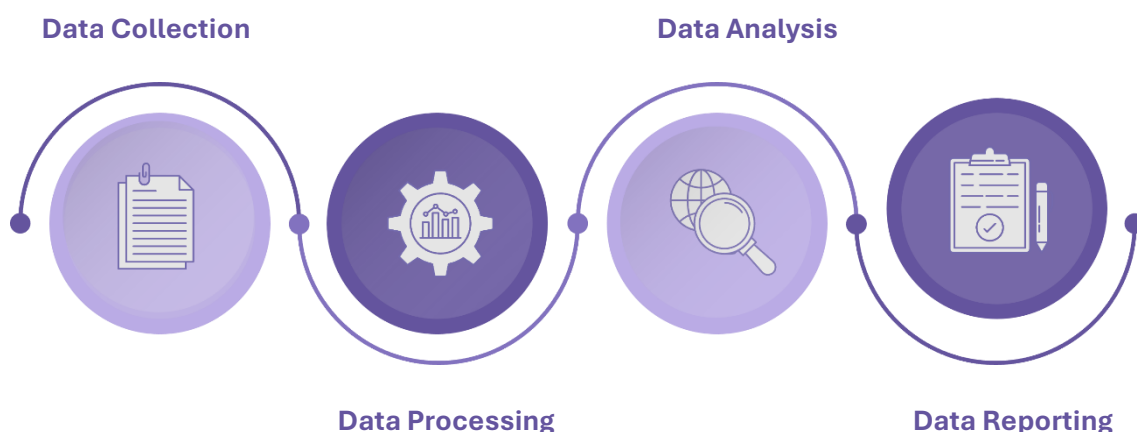 Data Collection
Data Analysis
Data Processing
Data Reporting